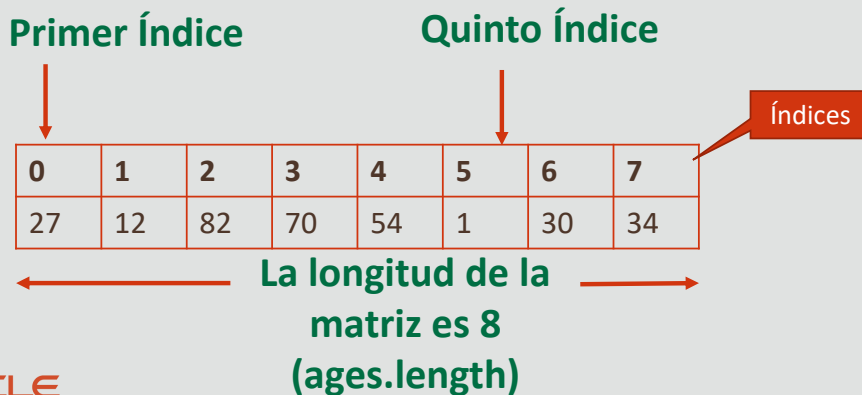 Primer Índice
Quinto Índice
Índices
0 1 2 3 4 5 6 7
27 12 82 70 54 1 30 34
La longitud de la
matriz es 8
(ages.length)